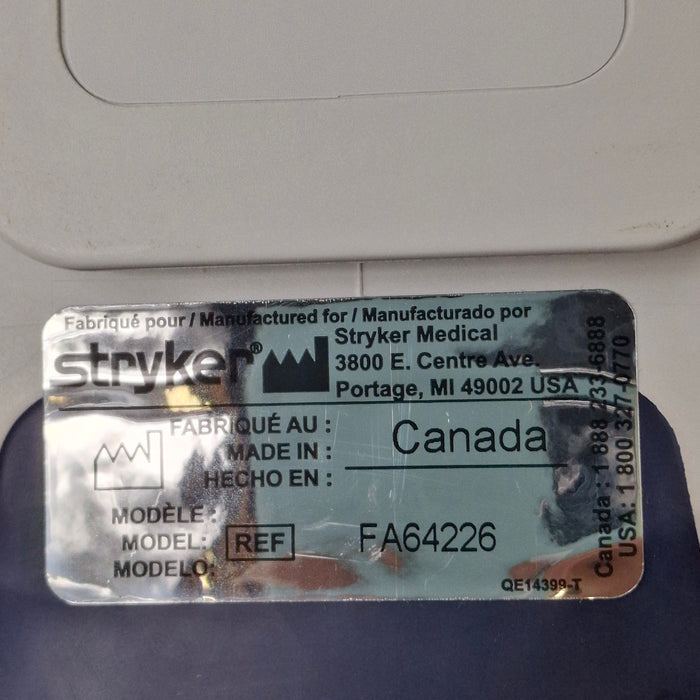 Fabriqué pour / Manufactured for / Manufacturado por
stryker®
Stryker Medical
3800 E. Centre Ave.
Portage, MI 49002 USA
FABRIQUÉ AU :
MADE IN :
HECHO EN :
Canada
MODÈLE :
MODEL:
MODELO:
REF
FA64226
QE14399-T
Canada : 1 888 233-6888
USA: 1 800 327-0770